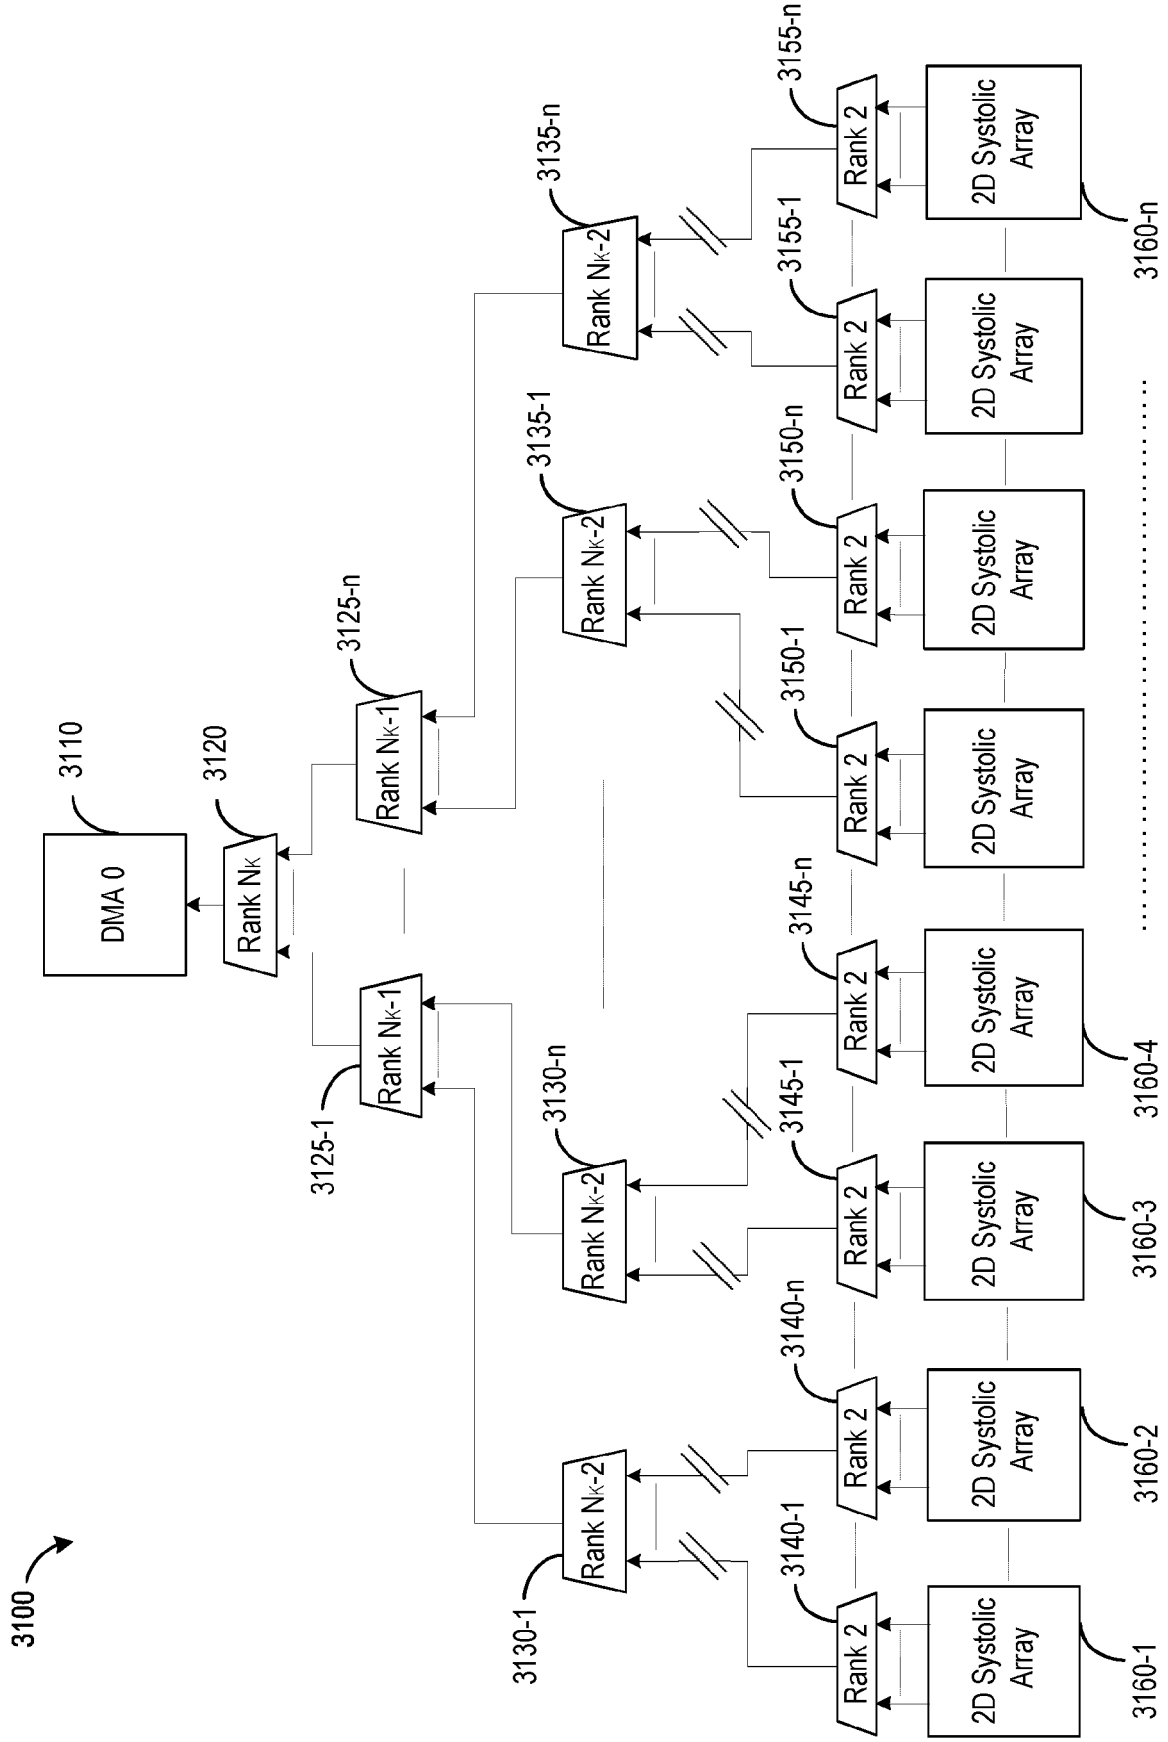 3100
DMA 0
3110
Rank NK
3120
Rank NK-1
3125-1
Rank NK-1
3125-n
Rank NK-2
3130-1
Rank NK-2
3130-n
Rank NK-2
3135-1
Rank NK-2
3135-n
Rank 2
3140-1
Rank 2
3140-n
Rank 2
3145-1
Rank 2
3145-n
Rank 2
3150-1
Rank 2
3150-n
Rank 2
3155-1
Rank 2
3155-n
2D Systolic
Array
3160-1
2D Systolic
Array
3160-2
2D Systolic
Array
3160-3
2D Systolic
Array
3160-4
2D Systolic
Array
2D Systolic
Array
2D Systolic
Array
2D Systolic
Array
3160-n